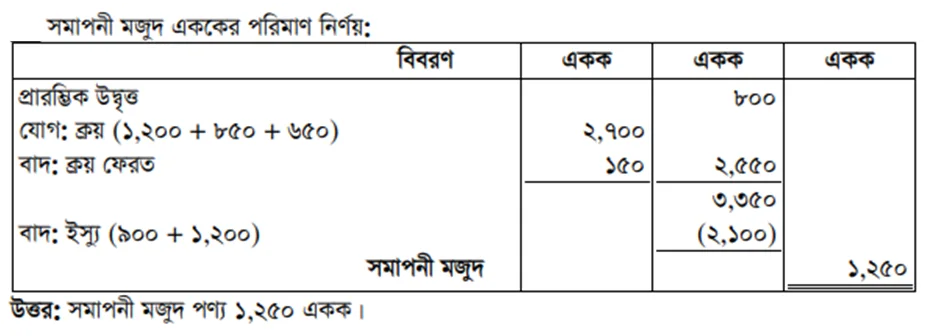 সমাপনী মজুদ এককের পরিমাণ নির্ণয়:
বিবরণ একক একক একক
প্রারম্ভিক উদ্বৃত্ত ৮০০
যোগ: ক্রয় (১,২০০ + ৮৫০ + ৬৫০) ২,৭০০
বাদ: ক্রয় ফেরত ১৫০ ২,৫৫০
৩,৩৫০
বাদ: ইস্যু (৯০০ + ১,২০০) (২,১০০)
সমাপনী মজুদ ১,২৫০
উত্তর: সমাপনী মজুদ পণ্য ১,২৫০ একক।